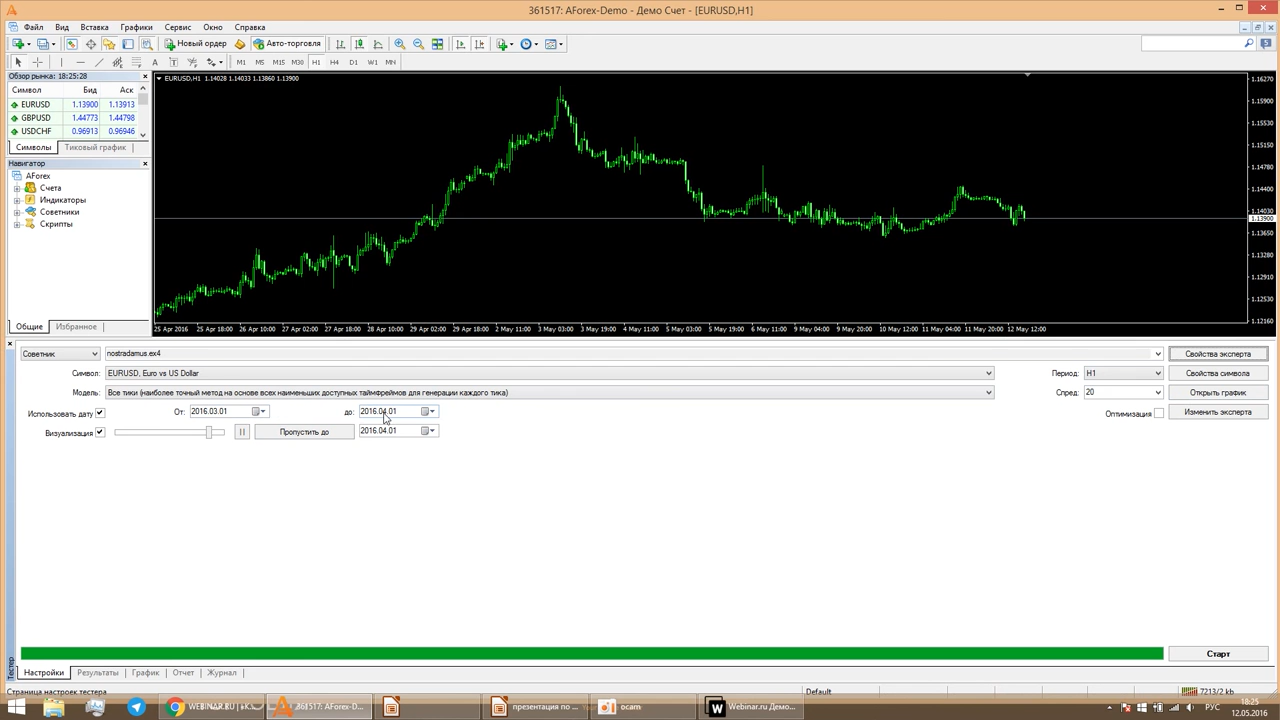 361517: AForex-Demo - Демо Счет - [EURUSD,H1]
Файл Вид Вставка Графики Сервис Окно Справка
Новый ордер Авто-торговля
M1 M5 M15 M30 H1 H4 D1 W1 MN
Обзор рынка: 18:25:28
Символ Бид Аск
EURUSD 1.13900 1.13913
GBPUSD 1.44773 1.44798
USDCHF 0.96913 0.96946
Символы Тиковый график
Навигатор
AForex
Счета
Индикаторы
Советники
Скрипты
Общие Избранное
EURUSD,H1 1.14028 1.14033 1.13860 1.13900
1.16270
1.15900
1.15530
1.15150
1.14780
1.14400
1.14030
1.13900
1.13650
1.13280
1.12910
1.12530
1.12160
25 Apr 2016 25 Apr 18:00 26 Apr 10:00 27 Apr 02:00 27 Apr 18:00 28 Apr 10:00 29 Apr 02:00 29 Apr 18:00 2 May 11:00 3 May 03:00 3 May 19:00 4 May 11:00 5 May 03:00 5 May 19:00 6 May 11:00 9 May 04:00 9 May 20:00 10 May 12:00 11 May 04:00 11 May 20:00 12 May 12:00
Советник nostradamus.ex4 Свойства эксперта
Символ: EURUSD, Euro vs US Dollar Период: H1 Свойства символа
Модель: Все тики (наиболее точный метод на основе всех наименьших доступных таймфреймов для генерации каждого тика) Спред: 20 Открыть график
Использовать дату От: 2016.03.01 до: 2016.04.01 Оптимизация Изменить эксперта
Визуализация Пропустить до 2016.04.01
Старт
Тестер
Настройки Результаты График Отчет Журнал
Страница настроек тестера Default 7213/2 kb
WEBINAR.RU 361517: AForex-D... презентация по ... ocam Webinar.ru Демо... РУС 18:25
12.05.2016